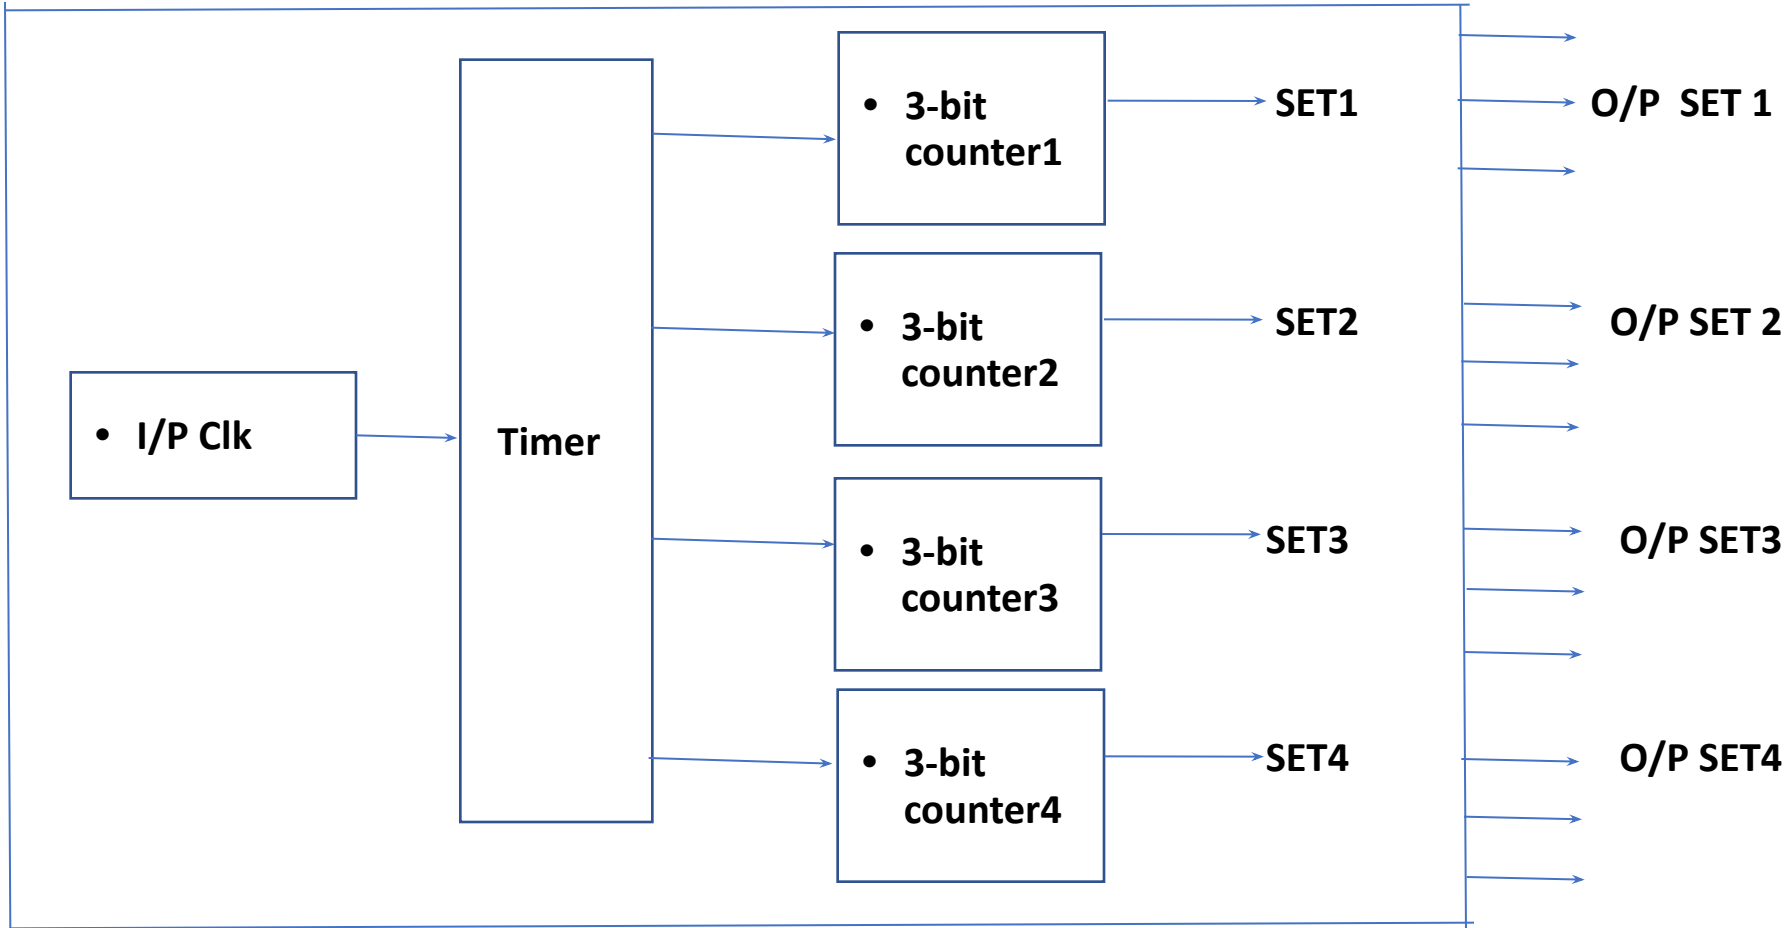 • 3-bit
counter1
SET1
O/P  SET 1
• 3-bit
counter2
SET2
O/P SET 2
• I/P Clk
Timer
• 3-bit
counter3
SET3
O/P SET3
• 3-bit
counter4
SET4
O/P SET4